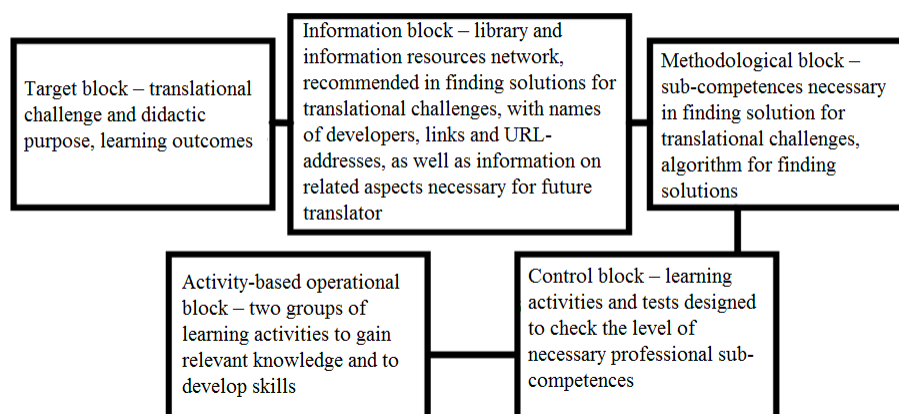 Target block – translational
challenge and didactic
purpose, learning outcomes
Information block – library and
information resources network,
recommended in finding solutions for
translational challenges, with names
of developers, links and URL-
addresses, as well as information on
related aspects necessary for future
translator
Methodological block –
sub-competences necessary
in finding solution for
translational challenges,
algorithm for finding
solutions
Activity-based operational
block – two groups of
learning activities to gain
relevant knowledge and to
develop skills
Control block – learning
activities and tests designed
to check the level of
necessary professional sub-
competences